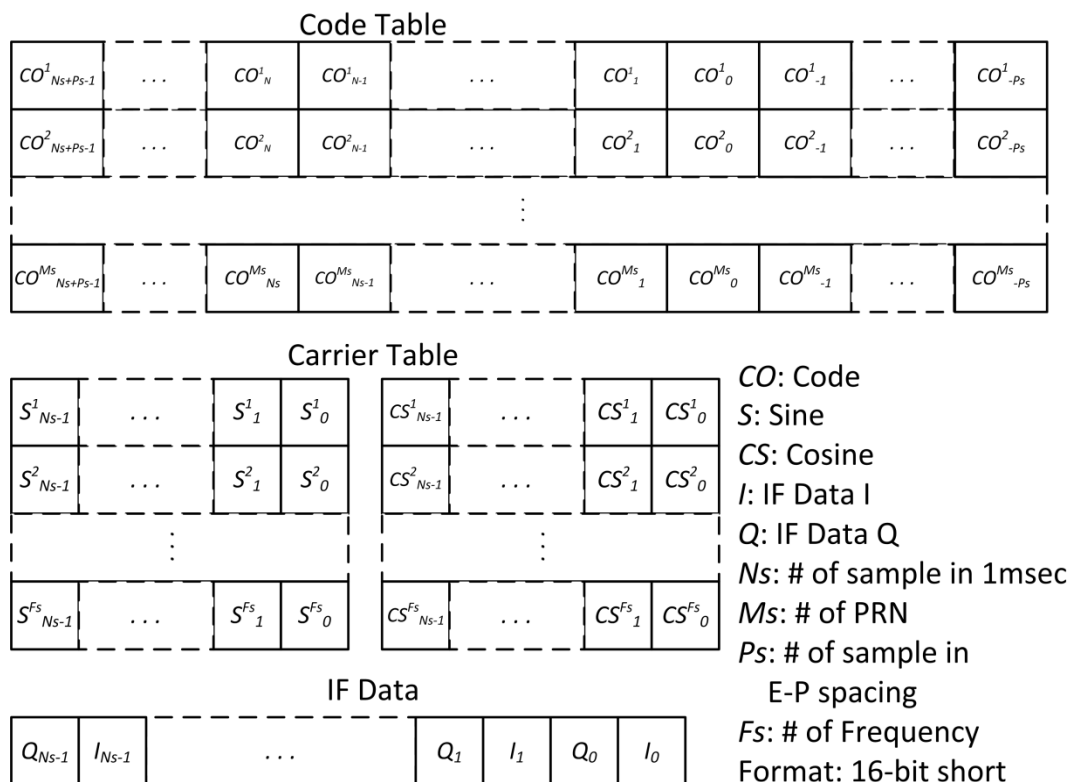 Code Table
CO¹Ns+Ps-1 ... CO¹N CO¹N-1 ... CO¹1 CO¹0 CO¹-1 ... CO¹-Ps
CO²Ns+Ps-1 ... CO²N CO²N-1 ... CO²1 CO²0 CO²-1 ... CO²-Ps
⋮
COᴹˢNs+Ps-1 ... COᴹˢNs COᴹˢNs-1 ... COᴹˢ1 COᴹˢ0 COᴹˢ-1 ... COᴹˢ-Ps
Carrier Table
S¹Ns-1 ... S¹1 S¹0 CS¹Ns-1 ... CS¹1 CS¹0
S²Ns-1 ... S²1 S²0 CS²Ns-1 ... CS²1 CS²0
⋮ ⋮
SFsNs-1 ... SFs1 SFs0 CSFsNs-1 ... CSFs1 CSFs0
IF Data
QNs-1 INs-1 ... Q1 I1 Q0 I0
CO: Code
S: Sine
CS: Cosine
I: IF Data I
Q: IF Data Q
Ns: # of sample in 1msec
Ms: # of PRN
Ps: # of sample in
E-P spacing
Fs: # of Frequency
Format: 16-bit short